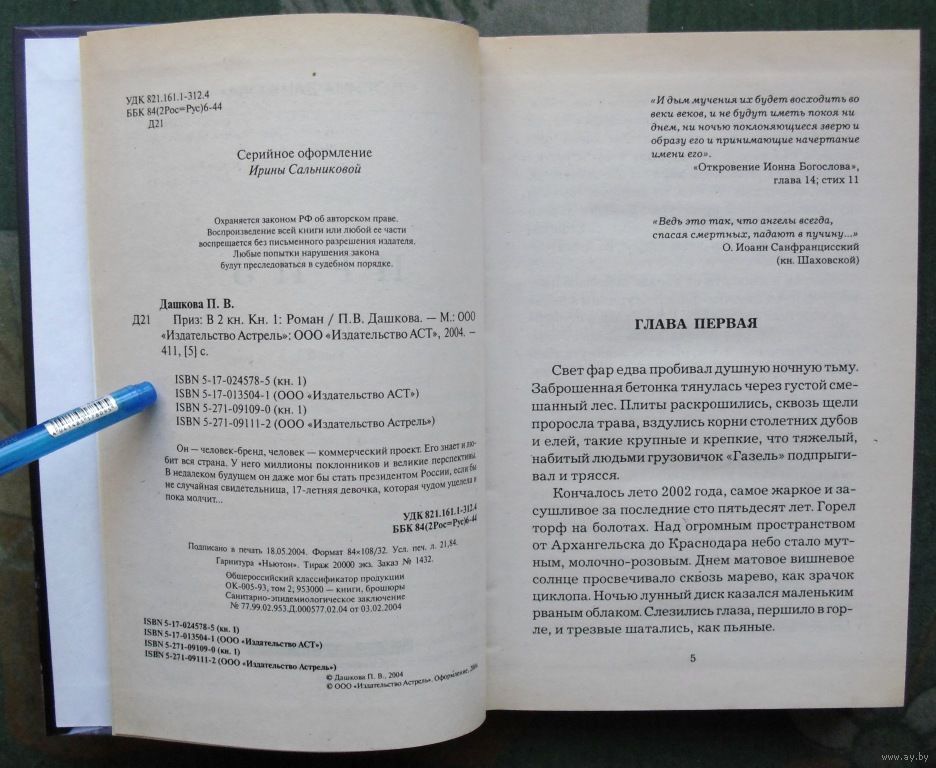 УДК 821.161.1-312.4
ББК 84(2Рос=Рус)6-44
Д21
Серийное оформление
Ирины Сальниковой
Охраняется законом РФ об авторском праве.
Воспроизведение всей книги или любой ее части
воспрещается без письменного разрешения издателя.
Любые попытки нарушения закона
будут преследоваться в судебном порядке.
Дашкова П. В.
Д21 Приз: В 2 кн. Кн. 1: Роман / П.В. Дашкова. — М.: ООО
«Издательство Астрель»: ООО «Издательство АСТ», 2004. –
411, [5] с.
ISBN 5-17-024578-5 (кн. 1)
ISBN 5-17-013504-1 (ООО «Издательство АСТ»)
ISBN 5-271-09109-0 (кн. 1)
ISBN 5-271-09111-2 (ООО «Издательство Астрель»)
Он — человек-бренд, человек — коммерческий проект. Его знает и лю-
бит вся страна. У него миллионы поклонников и великие перспективы.
В недалеком будущем он даже мог бы стать президентом России, если бы
не случайная свидетельница, 17-летняя девочка, которая чудом уцелела и
пока молчит...
УДК 821.161.1-312.4
ББК 84(2Рос=Рус)6-44
Подписано в печать 18.05.2004. Формат 84×108/32. Усл. печ. л. 21,84.
Гарнитура «Ньютон». Тираж 20000 экз. Заказ № 1432.
Общероссийский классификатор продукции
ОК-005-93, том 2; 953000 — книги, брошюры
Санитарно-эпидемиологическое заключение
№ 77.99.02.953.Д.000577.02.04 от 03.02.2004
ISBN 5-17-024578-5 (кн. 1)
ISBN 5-17-013504-1 (ООО «Издательство АСТ»)
ISBN 5-271-09109-0 (кн. 1)
ISBN 5-271-09111-2 (ООО «Издательство Астрель»)
© Дашкова П. В., 2004
© ООО «Издательство Астрель». Оформление, 2004
«И дым мучения их будет восходить во
веки веков, и не будут иметь покоя ни
днем, ни ночью поклоняющиеся зверю и
образу его и принимающие начертание
имени его».
«Откровение Ионна Богослова»,
глава 14; стих 11
«Ведь это так, что ангелы всегда,
спасая смертных, падают в пучину...»
О. Иоанн Санфранцисский
(кн. Шаховской)
ГЛАВА ПЕРВАЯ
Свет фар едва пробивал душную ночную тьму.
Заброшенная бетонка тянулась через густой сме-
шанный лес. Плиты раскрошились, сквозь щели
проросла трава, вздулись корни столетних дубов
и елей, такие крупные и крепкие, что тяжелый,
набитый людьми грузовичок «Газель» подпрыги-
вал и трясся.
Кончалось лето 2002 года, самое жаркое и за-
сушливое за последние сто пятьдесят лет. Горел
торф на болотах. Над огромным пространством
от Архангельска до Краснодара небо стало мут-
ным, молочно-розовым. Днем матовое вишневое
солнце просвечивало сквозь марево, как зрачок
циклопа. Ночью лунный диск казался маленьким
рваным облаком. Слезились глаза, першило в гор-
ле, и трезвые шатались, как пьяные.
5
www.ay.by